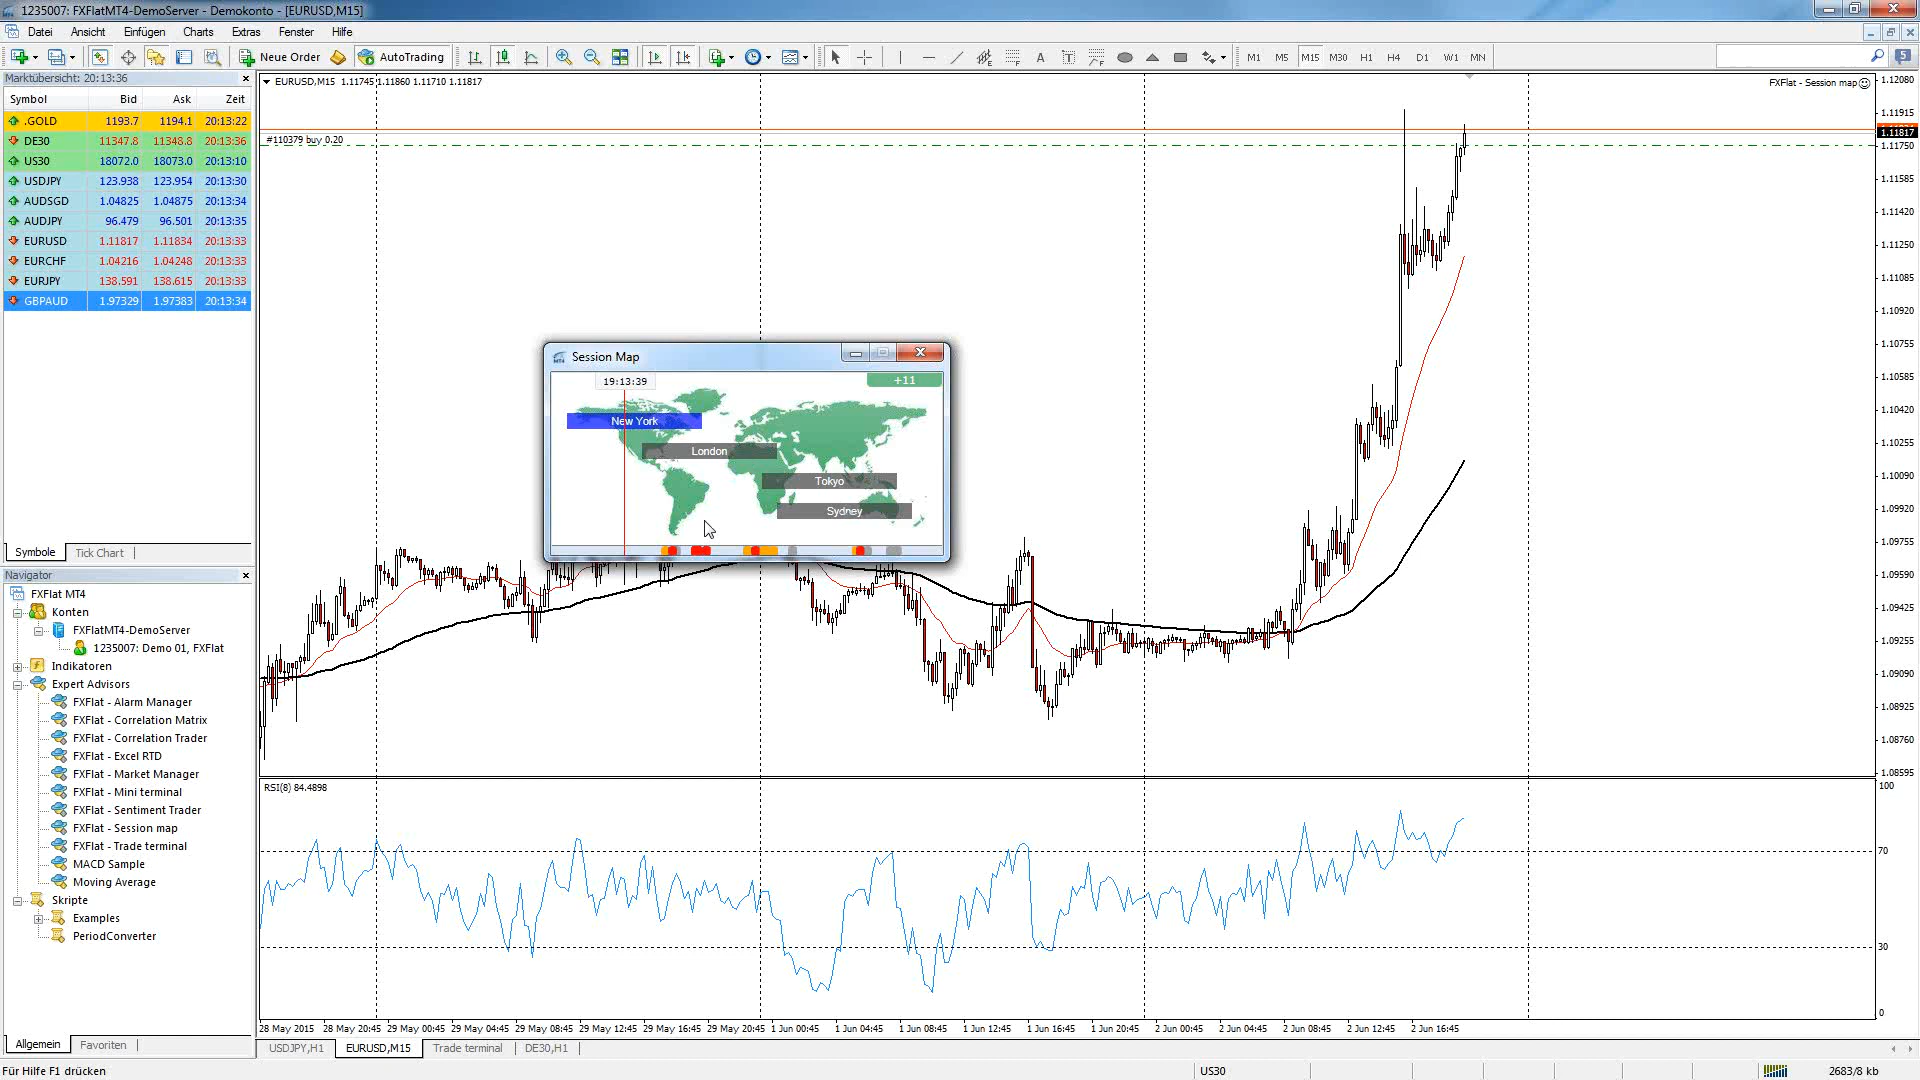 1235007: FXFlatMT4-DemoServer - Demokonto - [EURUSD,M15]
Datei Ansicht Einfügen Charts Extras Fenster Hilfe
Neue Order AutoTrading M1 M5 M15 M30 H1 H4 D1 W1 MN
Marktübersicht: 20:13:36
Symbol Bid Ask Zeit
.GOLD 1193.7 1194.1 20:13:22
DE30 11347.8 11348.8 20:13:36
US30 18072.0 18073.0 20:13:10
USDJPY 123.938 123.954 20:13:30
AUDSGD 1.04825 1.04875 20:13:34
AUDJPY 96.479 96.501 20:13:35
EURUSD 1.11817 1.11834 20:13:33
EURCHF 1.04216 1.04248 20:13:33
EURJPY 138.591 138.615 20:13:33
GBPAUD 1.97329 1.97383 20:13:34
Symbole Tick Chart
Navigator
FXFlat MT4
Konten
FXFlatMT4-DemoServer
1235007: Demo 01, FXFlat
Indikatoren
Expert Advisors
FXFlat - Alarm Manager
FXFlat - Correlation Matrix
FXFlat - Correlation Trader
FXFlat - Excel RTD
FXFlat - Market Manager
FXFlat - Mini terminal
FXFlat - Sentiment Trader
FXFlat - Session map
FXFlat - Trade terminal
MACD Sample
Moving Average
Skripte
Examples
PeriodConverter
Allgemein Favoriten
EURUSD,M15 1.11745 1.11860 1.11710 1.11817
FXFlat - Session map
#110379 buy 0.20
Session Map
19:13:39
+11
New York
London
Tokyo
Sydney
1.12080
1.11915
1.11817
1.11750
1.11585
1.11420
1.11250
1.11085
1.10920
1.10755
1.10585
1.10420
1.10255
1.10090
1.09920
1.09755
1.09590
1.09425
1.09255
1.09090
1.08925
1.08760
1.08595
RSI(8) 84.4898
100
70
30
0
28 May 2015 28 May 20:45 29 May 00:45 29 May 04:45 29 May 08:45 29 May 12:45 29 May 16:45 29 May 20:45 1 Jun 00:45 1 Jun 04:45 1 Jun 08:45 1 Jun 12:45 1 Jun 16:45 1 Jun 20:45 2 Jun 00:45 2 Jun 04:45 2 Jun 08:45 2 Jun 12:45 2 Jun 16:45
USDJPY,H1 EURUSD,M15 Trade terminal DE30,H1
Für Hilfe F1 drücken
US30
2683/8 kb